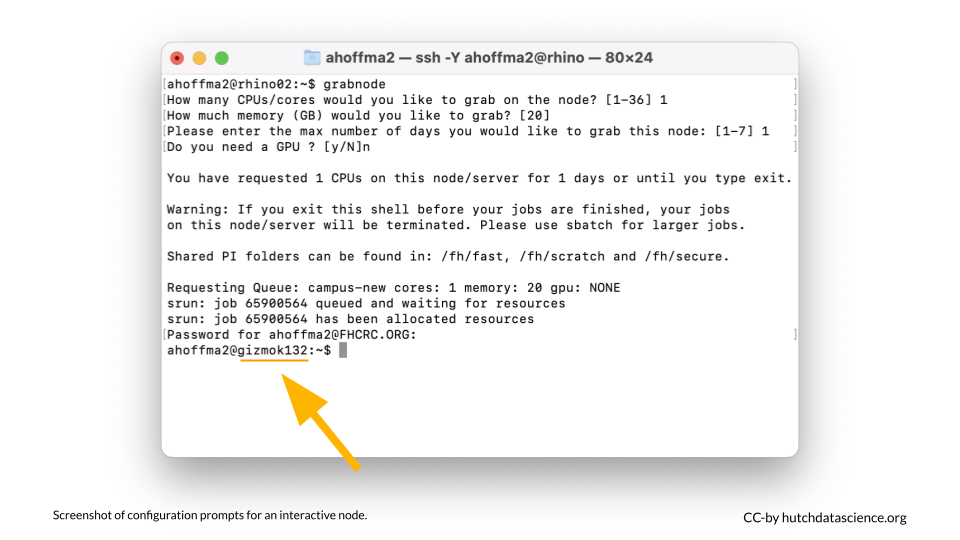 ahoffma2 — ssh -Y ahoffma2@rhino — 80×24
[ahoffma2@rhino02:~$ grabnode ]
[How many CPUs/cores would you like to grab on the node? [1-36] 1 ]
[How much memory (GB) would you like to grab? [20] ]
[Please enter the max number of days you would like to grab this node: [1-7] 1 ]
[Do you need a GPU ? [y/N]n ]
You have requested 1 CPUs on this node/server for 1 days or until you type exit.
Warning: If you exit this shell before your jobs are finished, your jobs
on this node/server will be terminated. Please use sbatch for larger jobs.
Shared PI folders can be found in: /fh/fast, /fh/scratch and /fh/secure.
Requesting Queue: campus-new cores: 1 memory: 20 gpu: NONE
srun: job 65900564 queued and waiting for resources
srun: job 65900564 has been allocated resources
[Password for ahoffma2@FHCRC.ORG: ]
ahoffma2@gizmok132:~$
Screenshot of configuration prompts for an interactive node.
CC-by hutchdatascience.org